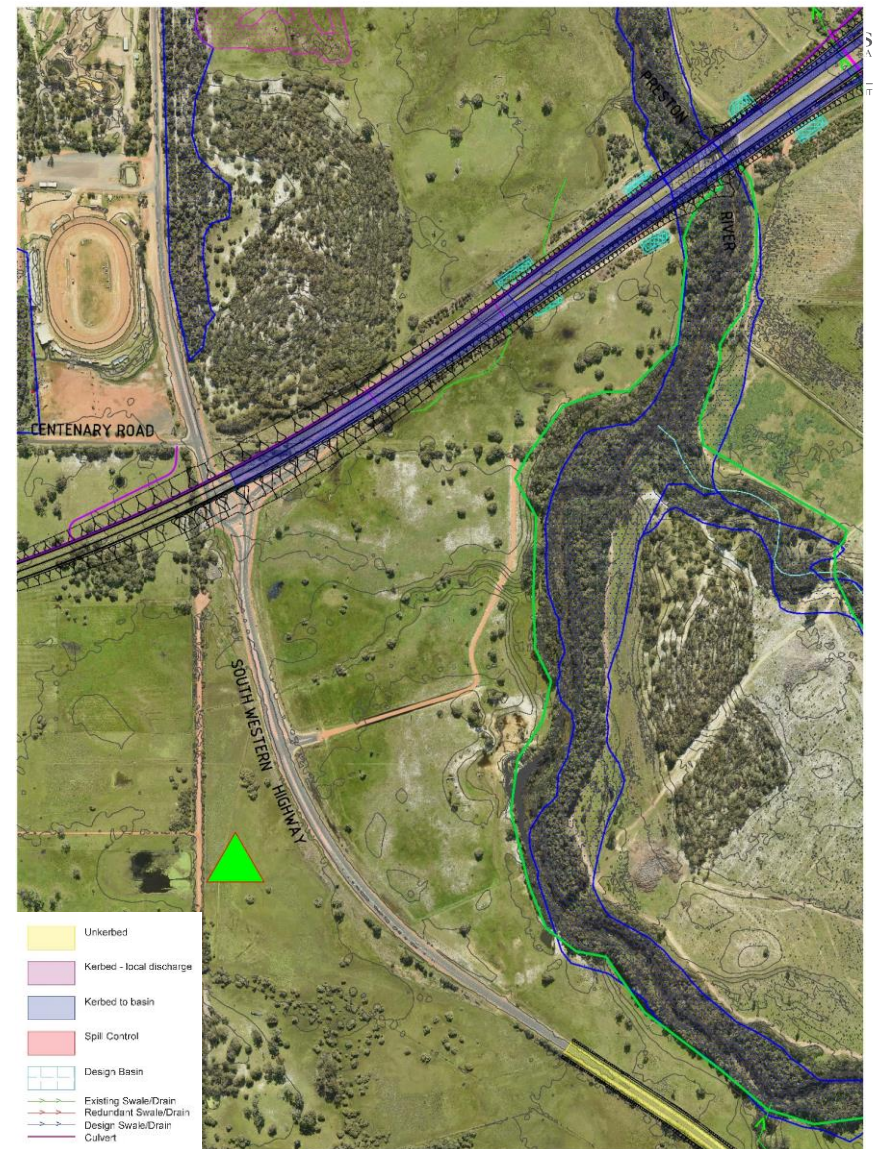 PRESTON
RIVER
CENTENARY ROAD
SOUTH WESTERN HIGHWAY
Unkerbed
Kerbed - local discharge
Kerbed to basin
Spill Control
Design Basin
Existing Swale/Drain
Redundant Swale/Drain
Design Swale/Drain
Culvert